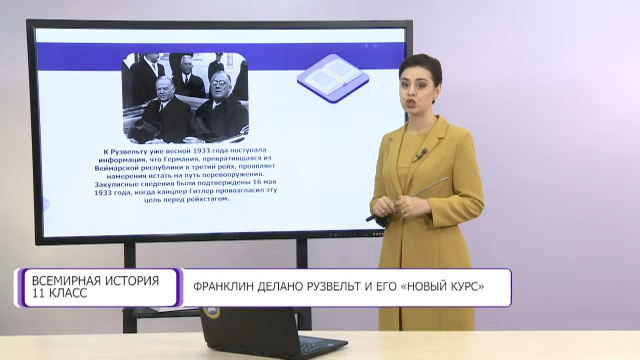 К Рузвельту уже весной 1933 года поступала
информация, что Германия, превратившаяся из
Веймарской республики в третий рейх, проявляет
намерения встать на путь перевооружения.
Закулисные сведения были подтверждены 16 мая
1933 года, когда канцлер Гитлер провозгласил эту
цель перед рейхстагом.
ВСЕМИРНАЯ ИСТОРИЯ
11 КЛАСС
ФРАНКЛИН ДЕЛАНО РУЗВЕЛЬТ И ЕГО «НОВЫЙ КУРС»